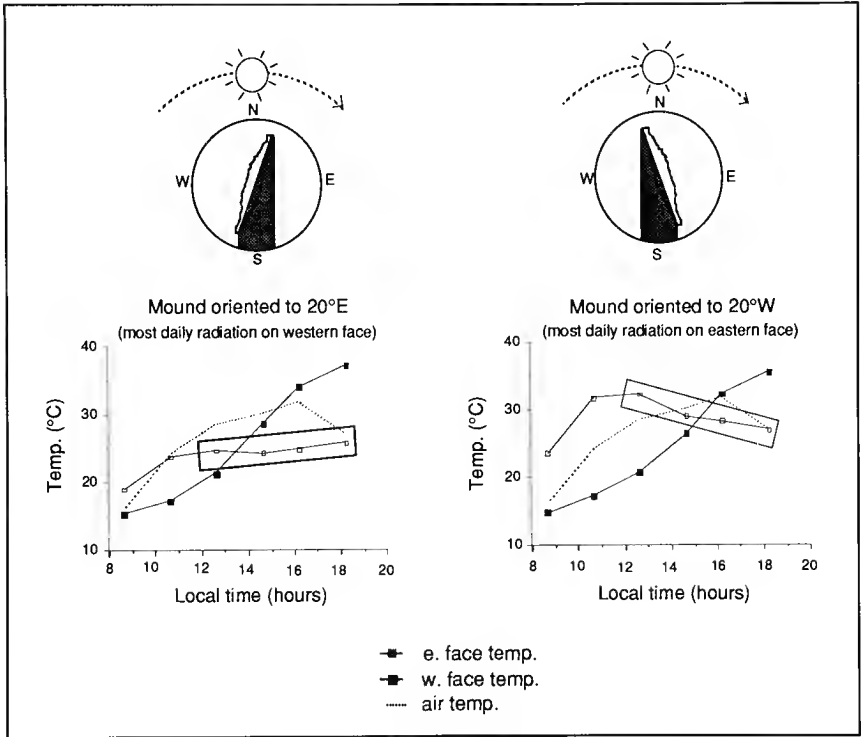 N
W E
S
Mound oriented to 20°E
(most daily radiation on western face)
40
30
20
10
Temp. (°C)
8 10 12 14 16 18 20
Local time (hours)
N
W E
S
Mound oriented to 20°W
(most daily radiation on eastern face)
40
30
20
10
Temp. (°C)
8 10 12 14 16 18 20
Local time (hours)
e. face temp.
w. face temp.
air temp.